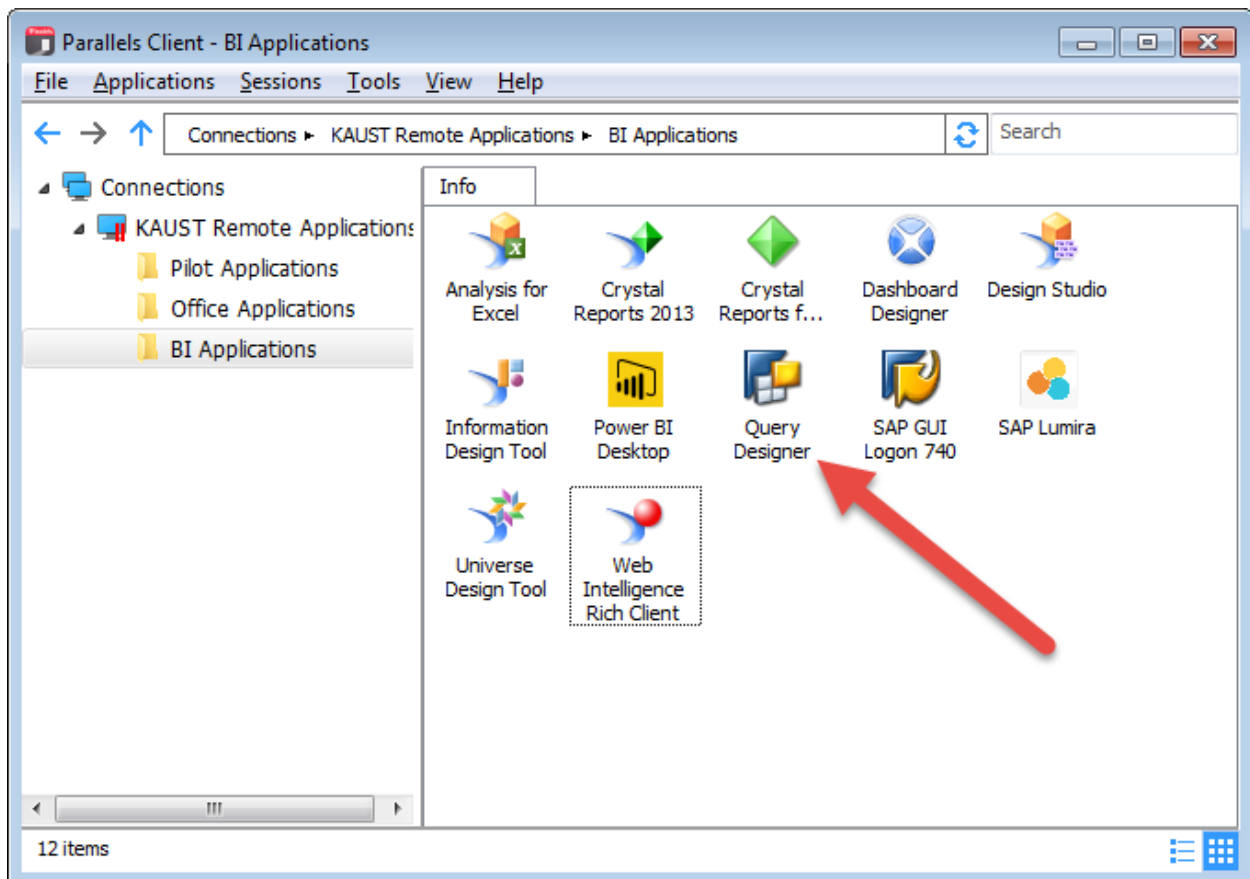 Parallels Client - BI Applications
File Applications Sessions Tools View Help
Connections KAUST Remote Applications BI Applications
Search
Connections
KAUST Remote Applications
Pilot Applications
Office Applications
BI Applications
Info
Analysis for
Excel
Crystal
Reports 2013
Crystal
Reports f...
Dashboard
Designer
Design Studio
Information
Design Tool
Power BI
Desktop
Query
Designer
SAP GUI
Logon 740
SAP Lumira
Universe
Design Tool
Web
Intelligence
Rich Client
12 items